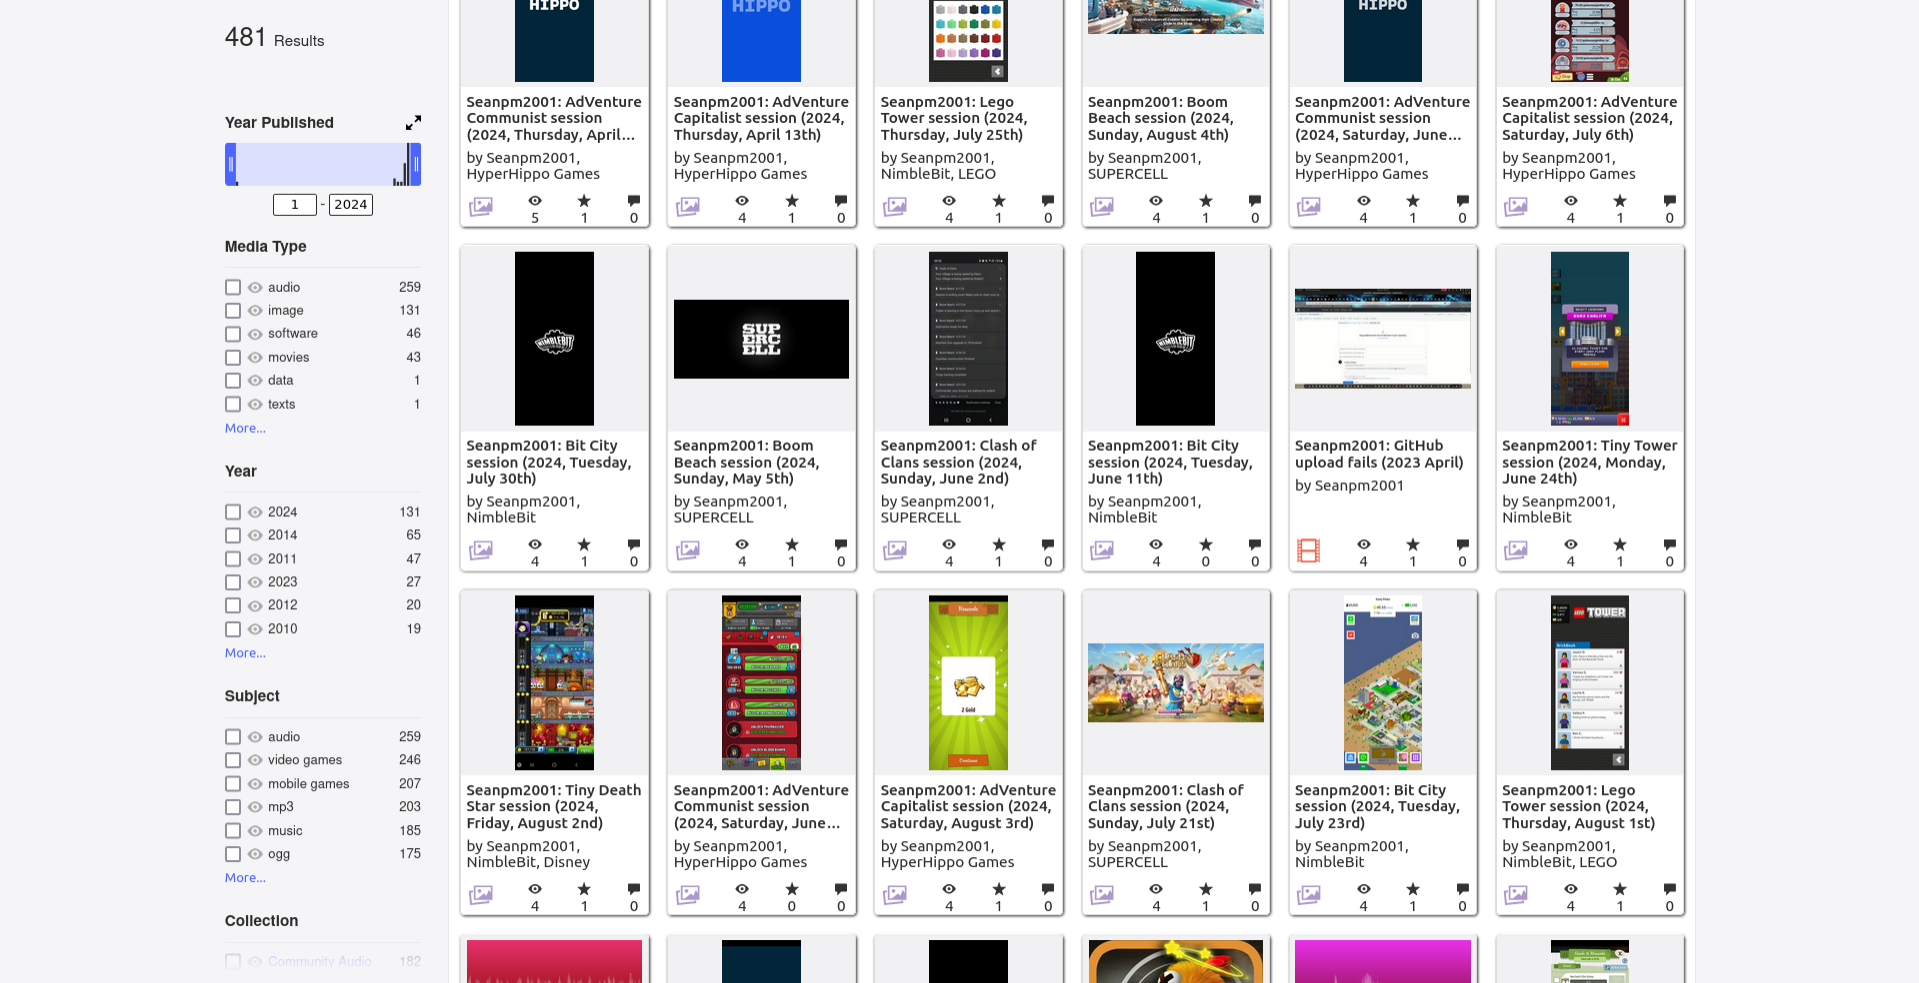 481 Results
Year Published
1 - 2024
Media Type
audio 259
image 131
software 46
movies 43
data 1
texts 1
More...
Year
2024 131
2014 65
2011 47
2023 27
2012 20
2010 19
More...
Subject
audio 259
video games 246
mobile games 207
mp3 203
music 185
ogg 175
More...
Collection
Community Audio 182
HIPPO
Seanpm2001: AdVenture
Communist session
(2024, Thursday, April...
by Seanpm2001,
HyperHippo Games
5 1 0
HIPPO
Seanpm2001: AdVenture
Capitalist session (2024,
Thursday, April 13th)
by Seanpm2001,
HyperHippo Games
4 1 0
Seanpm2001: Lego
Tower session (2024,
Thursday, July 25th)
by Seanpm2001,
NimbleBit, LEGO
4 1 0
Seanpm2001: Boom
Beach session (2024,
Sunday, August 4th)
by Seanpm2001,
SUPERCELL
4 1 0
HIPPO
Seanpm2001: AdVenture
Communist session
(2024, Saturday, June...
by Seanpm2001,
HyperHippo Games
4 1 0
Seanpm2001: AdVenture
Capitalist session (2024,
Saturday, July 6th)
by Seanpm2001,
HyperHippo Games
4 1 0
NIMBLEBIT
Seanpm2001: Bit City
session (2024, Tuesday,
July 30th)
by Seanpm2001,
NimbleBit
4 1 0
SUP
ERC
ELL
Seanpm2001: Boom
Beach session (2024,
Sunday, May 5th)
by Seanpm2001,
SUPERCELL
4 1 0
Seanpm2001: Clash of
Clans session (2024,
Sunday, June 2nd)
by Seanpm2001,
SUPERCELL
4 1 0
NIMBLEBIT
Seanpm2001: Bit City
session (2024, Tuesday,
June 11th)
by Seanpm2001,
NimbleBit
4 0 0
Seanpm2001: GitHub
upload fails (2023 April)
by Seanpm2001
4 1 0
Seanpm2001: Tiny Tower
session (2024, Monday,
June 24th)
by Seanpm2001,
NimbleBit
4 1 0
Seanpm2001: Tiny Death
Star session (2024,
Friday, August 2nd)
by Seanpm2001,
NimbleBit, Disney
4 1 0
Seanpm2001: AdVenture
Communist session
(2024, Saturday, June...
by Seanpm2001,
HyperHippo Games
4 0 0
Rewards
2 Gold
Continue
Seanpm2001: AdVenture
Capitalist session (2024,
Saturday, August 3rd)
by Seanpm2001,
HyperHippo Games
4 1 0
Seanpm2001: Clash of
Clans session (2024,
Sunday, July 21st)
by Seanpm2001,
SUPERCELL
4 1 0
Seanpm2001: Bit City
session (2024, Tuesday,
July 23rd)
by Seanpm2001,
NimbleBit
4 1 0
LEGO TOWER
Seanpm2001: Lego
Tower session (2024,
Thursday, August 1st)
by Seanpm2001,
NimbleBit, LEGO
4 1 0